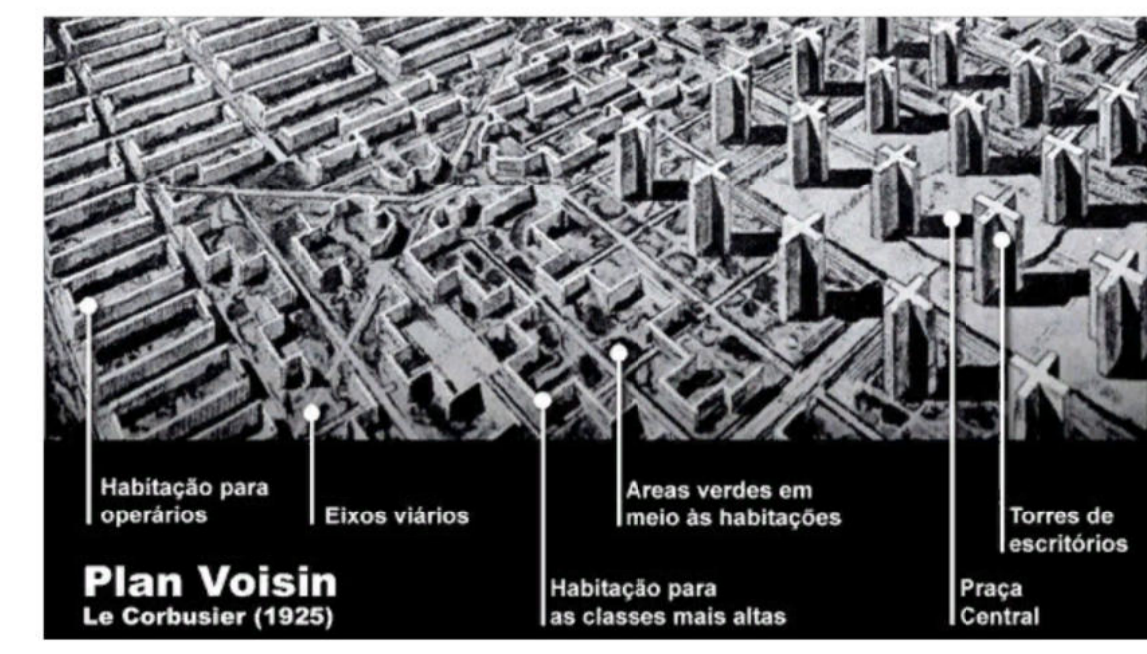 Habitação para
operários
Eixos viários
Areas verdes em
meio às habitações
Torres de
escritórios
Plan Voisin
Le Corbusier (1925)
Habitação para
as classes mais altas
Praça
Central